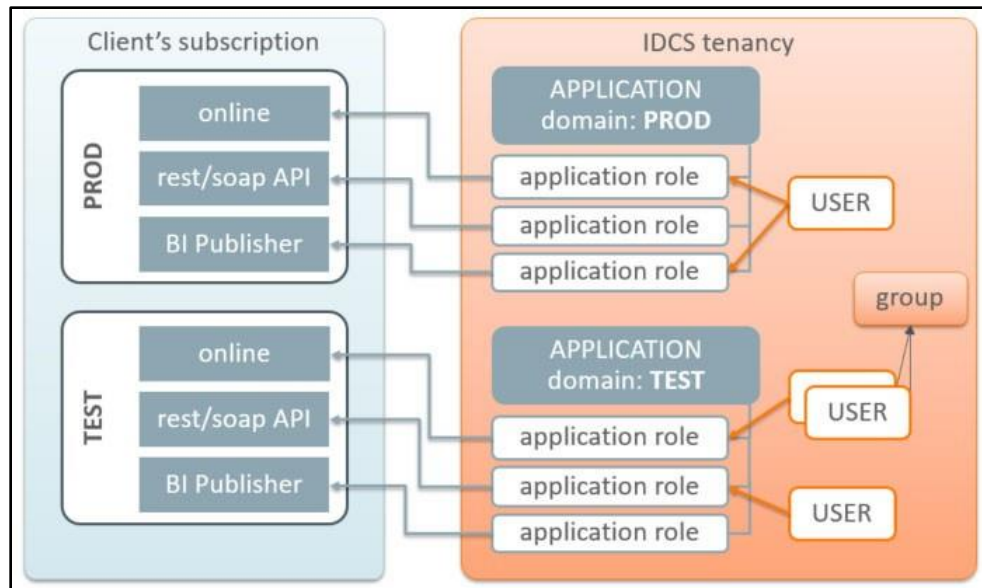 Client's subscription
PROD
online
rest/soap API
BI Publisher
TEST
online
rest/soap API
BI Publisher
IDCS tenancy
APPLICATION
domain: PROD
application role
application role
application role
USER
group
APPLICATION
domain: TEST
application role
application role
application role
USER
USER